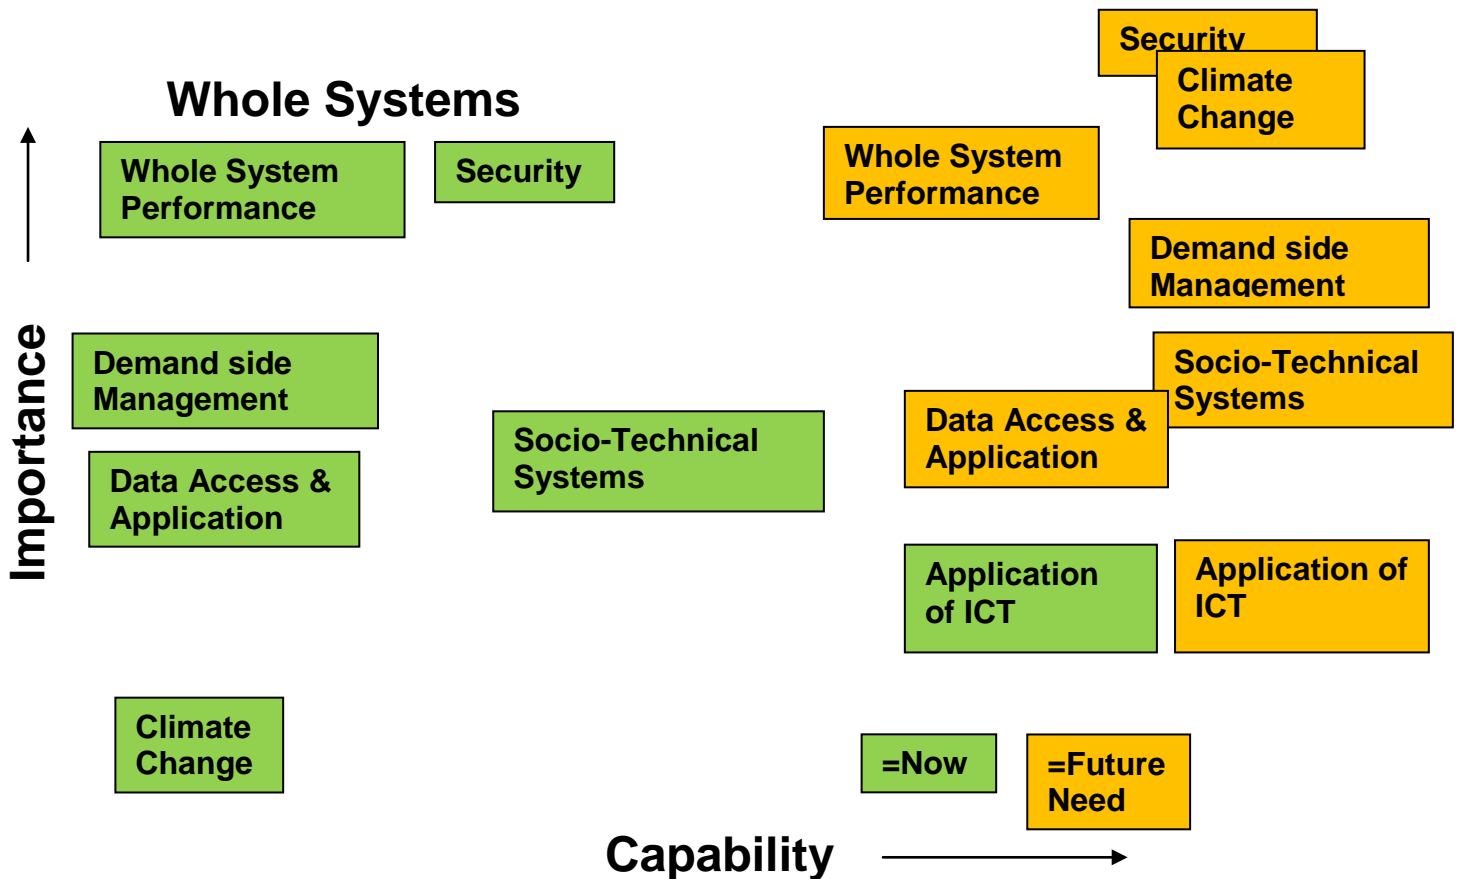 Security
Climate
Change
Whole Systems
Whole System
Performance
Security
Whole System
Performance
Demand side
Management
Importance
Demand side
Management
Socio-Technical
Systems
Data Access &
Application
Socio-Technical
Systems
Data Access &
Application
Application
of ICT
Application of
ICT
Climate
Change
=Now
=Future
Need
Capability